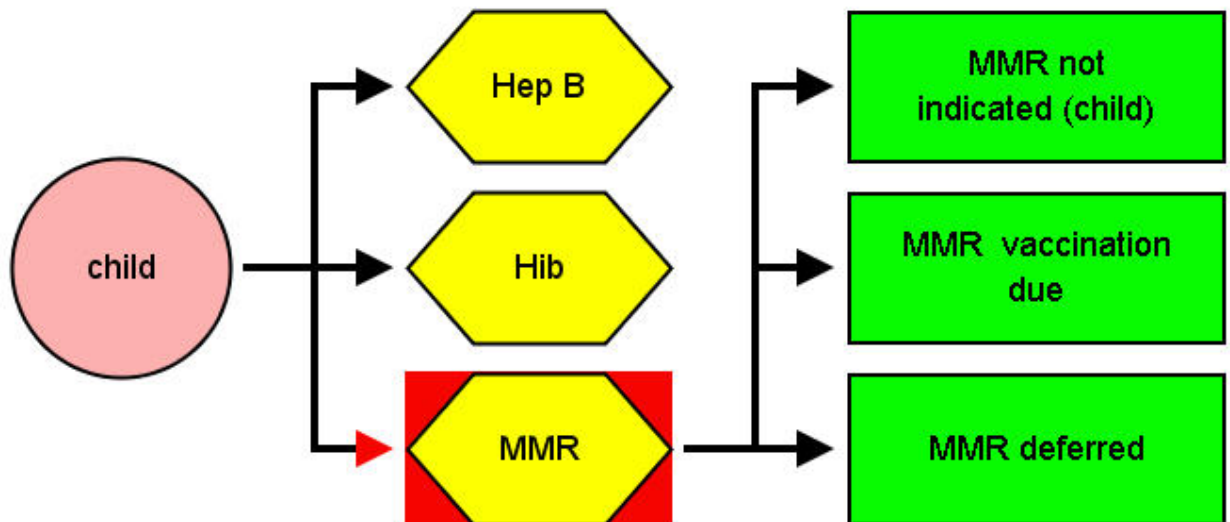 child
Hep B
Hib
MMR
MMR not
indicated (child)
MMR vaccination
due
MMR deferred